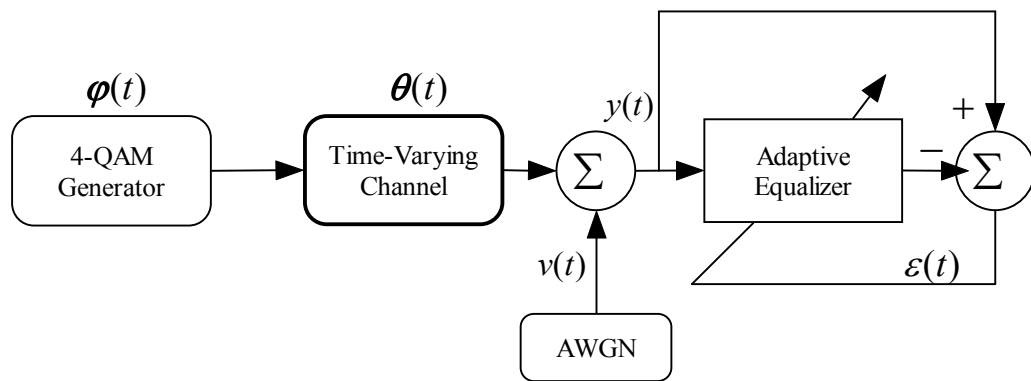 φ(t)
θ(t)
4-QAM
Generator
Time-Varying
Channel
y(t)
Σ
v(t)
AWGN
Adaptive
Equalizer
+
−
Σ
ε(t)